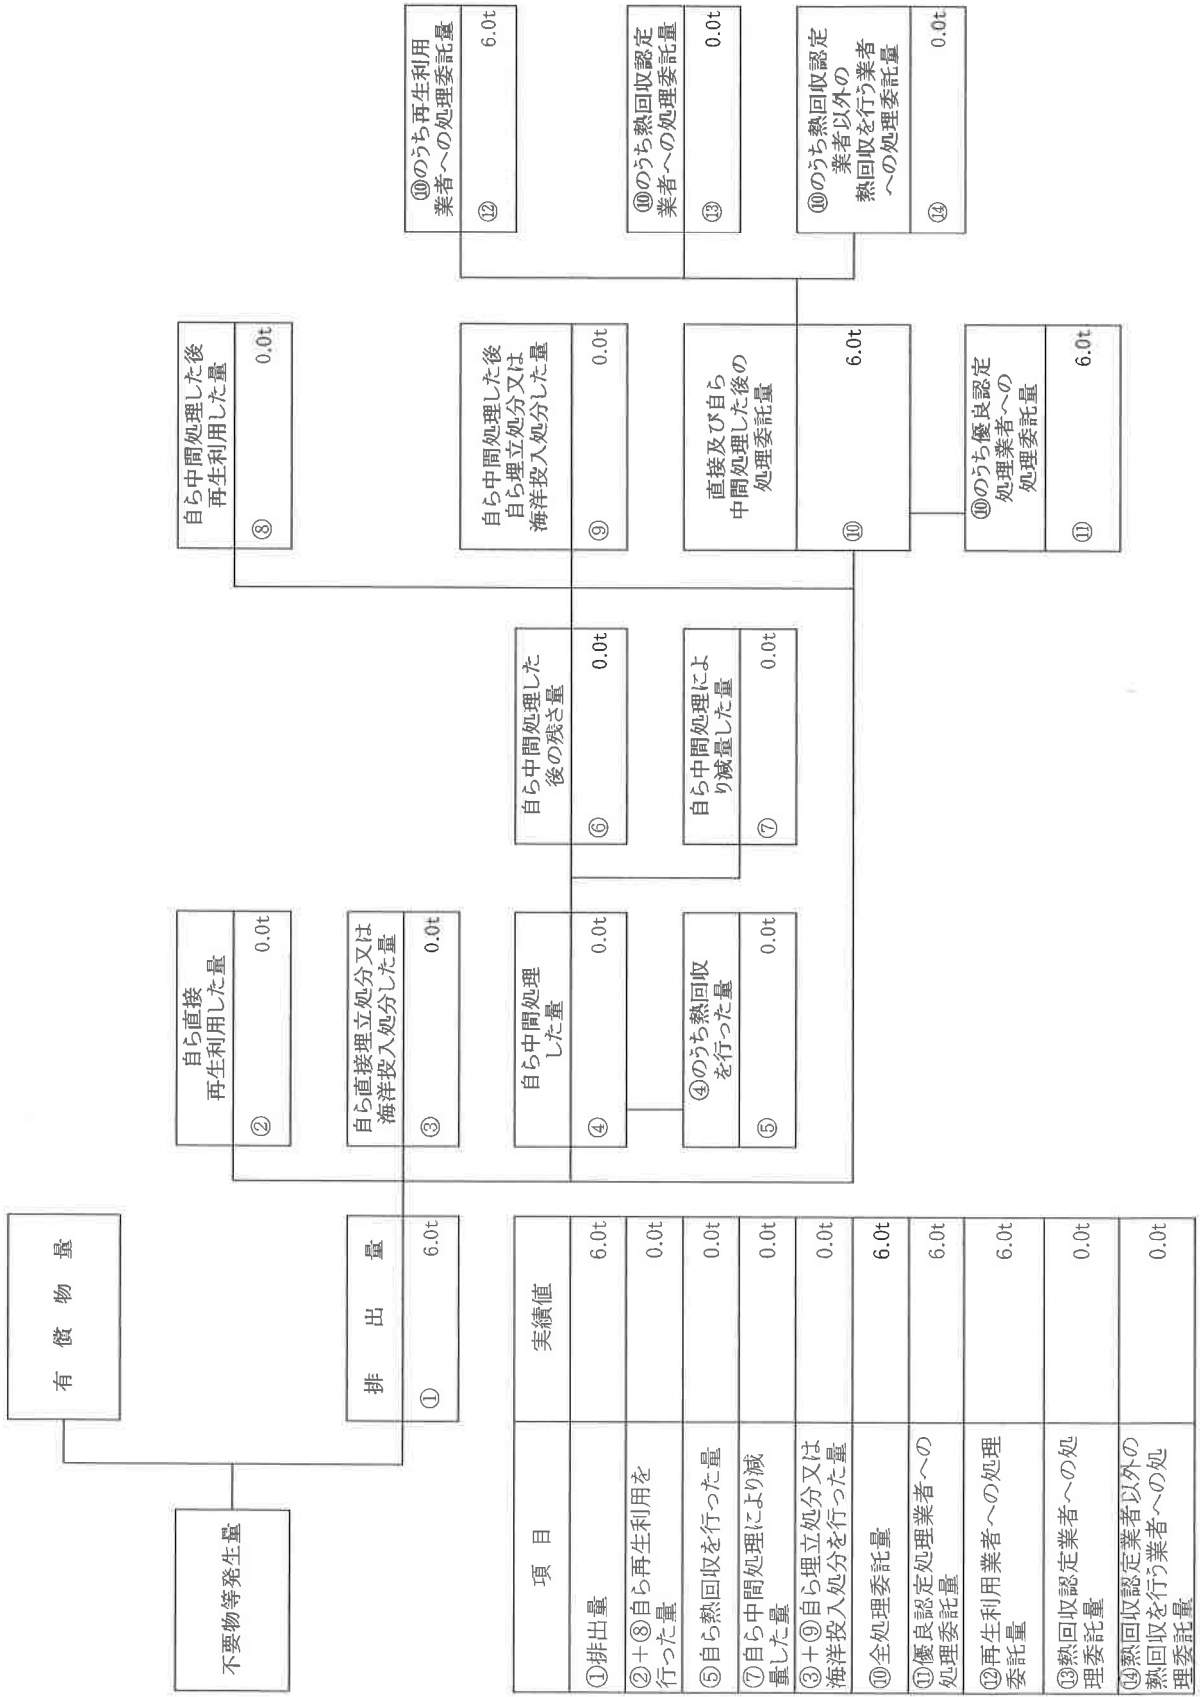 不要物等発生量
有　償　物　量
排　出　量
① 6.0t
自ら直接
再生利用した量
② 0.0t
自ら直接埋立処分又は
海洋投入処分した量
③ 0.0t
自ら中間処理
した量
④ 0.0t
④のうち熱回収
を行った量
⑤ 0.0t
自ら中間処理した
後の残さ量
⑥ 0.0t
自ら中間処理によ
り減量した量
⑦ 0.0t
自ら中間処理した後
再生利用した量
⑧ 0.0t
自ら中間処理した後
自ら埋立処分又は
海洋投入処分した量
⑨ 0.0t
直接及び自ら
中間処理した後の
処理委託量
⑩ 6.0t
⑩のうち優良認定
処理業者への
処理委託量
⑪ 6.0t
⑩のうち再生利用
業者への処理委託量
⑫ 6.0t
⑩のうち熱回収認定
業者への処理委託量
⑬ 0.0t
⑩のうち熱回収認定
業者以外の
熱回収を行う業者
への処理委託量
⑭ 0.0t
項　目 実績値
①排出量 6.0t
②+⑧自ら再生利用を
行った量 0.0t
⑤自ら熱回収を行った量 0.0t
⑦自ら中間処理により減
量した量 0.0t
③+⑨自ら埋立処分又は
海洋投入処分を行った量 0.0t
⑩全処理委託量 6.0t
⑪優良認定処理業者への
処理委託量 6.0t
⑫再生利用業者への処理
委託量 6.0t
⑬熱回収認定業者への処
理委託量 0.0t
⑭熱回収認定業者以外の
熱回収を行う業者への処
理委託量 0.0t